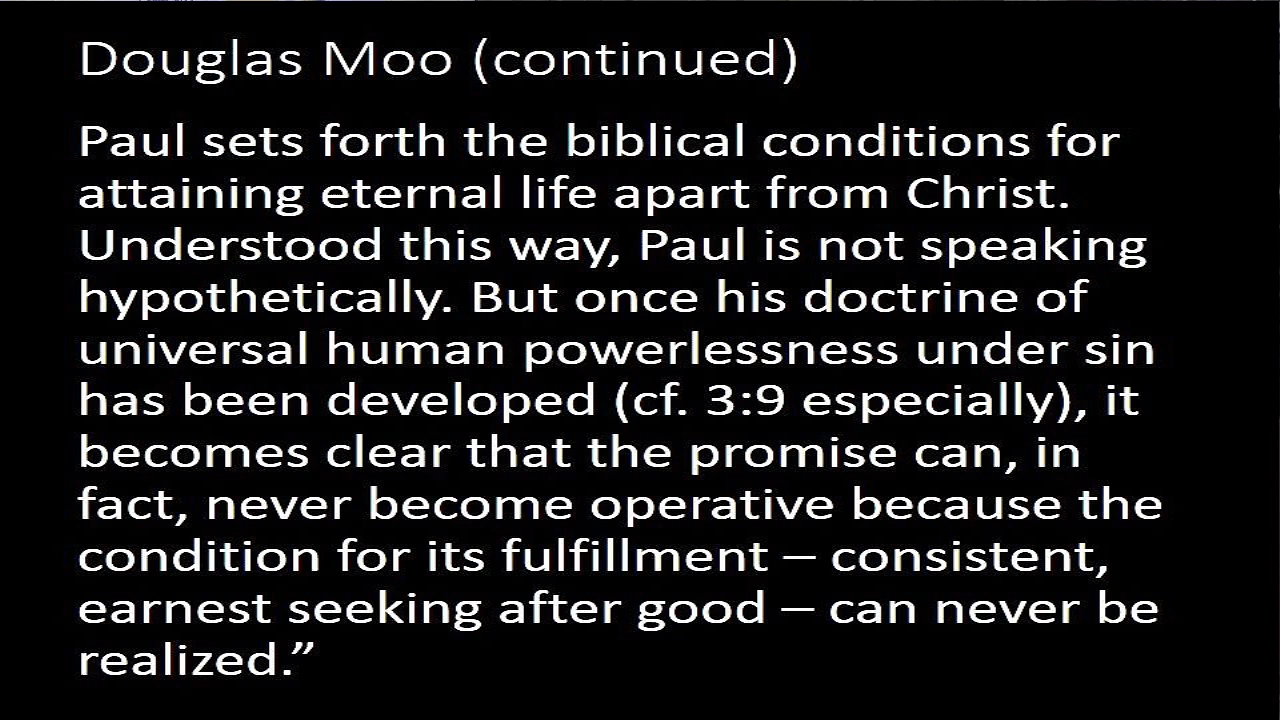 Douglas Moo (continued)
Paul sets forth the biblical conditions for
attaining eternal life apart from Christ.
Understood this way, Paul is not speaking
hypothetically. But once his doctrine of
universal human powerlessness under sin
has been developed (cf. 3:9 especially), it
becomes clear that the promise can, in
fact, never become operative because the
condition for its fulfillment – consistent,
earnest seeking after good – can never be
realized.”